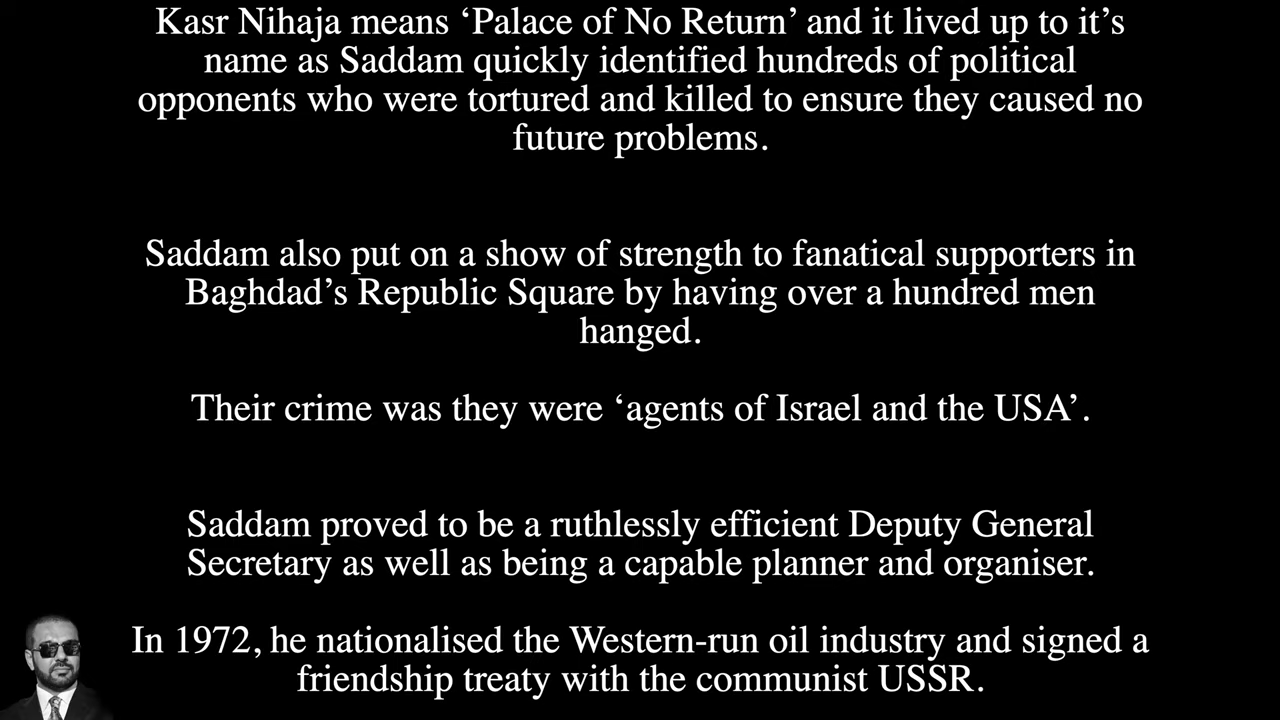 Kasr Nihaja means ‘Palace of No Return’ and it lived up to it’s
name as Saddam quickly identified hundreds of political
opponents who were tortured and killed to ensure they caused no
future problems.
Saddam also put on a show of strength to fanatical supporters in
Baghdad’s Republic Square by having over a hundred men
hanged.
Their crime was they were ‘agents of Israel and the USA’.
Saddam proved to be a ruthlessly efficient Deputy General
Secretary as well as being a capable planner and organiser.
In 1972, he nationalised the Western-run oil industry and signed a
friendship treaty with the communist USSR.